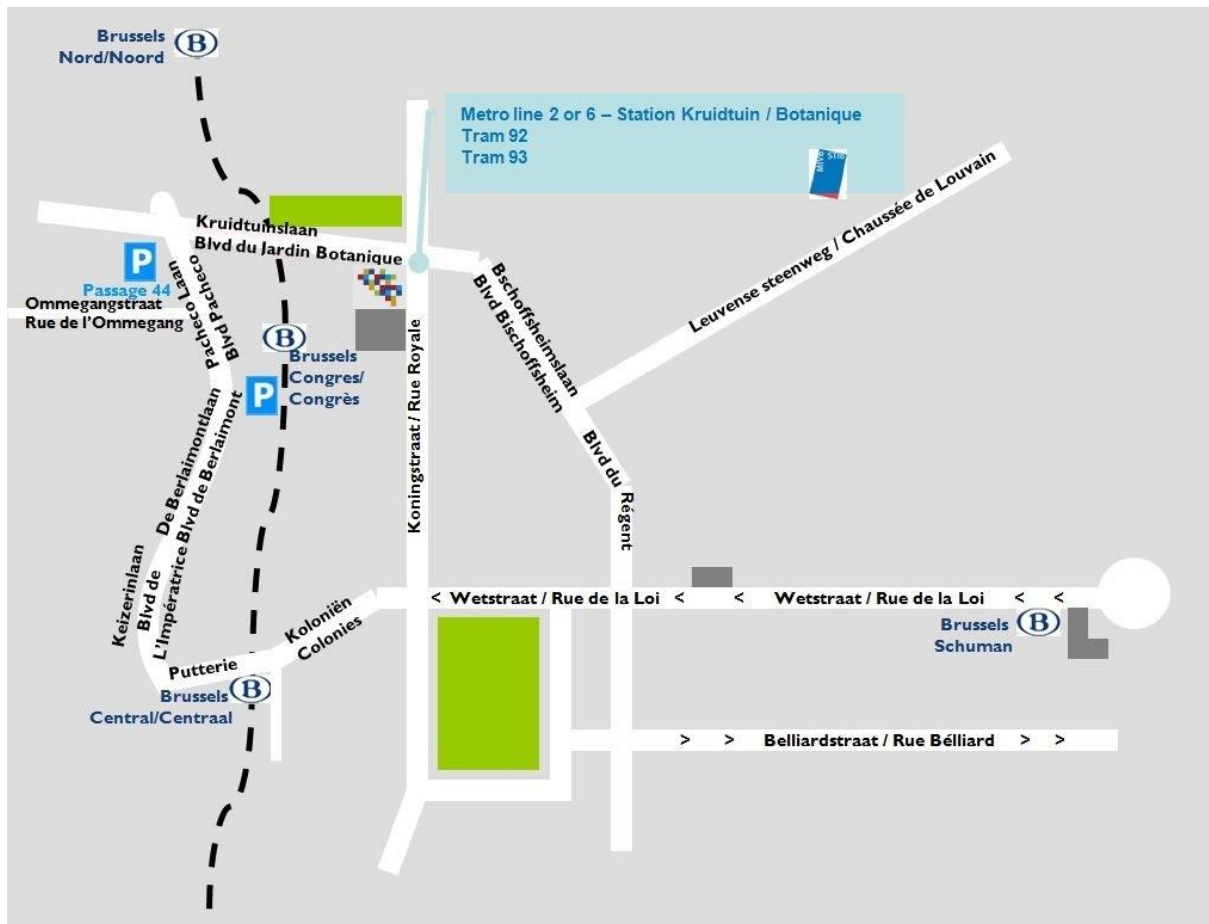 Brussels
Nord/Noord
B
Metro line 2 or 6 – Station Kruidtuin / Botanique
Tram 92
Tram 93
MIVB STIB
Leuvense steenweg / Chaussée de Louvain
Kruidtuinslaan
Blvd du Jardin Botanique
P
Passage 44
Ommegangstraat
Rue de l'Ommegang
Pacheco Laan
Blvd Pacheco
B
Brussels
Congres/
Congrès
P
Koningstraat / Rue Royale
Bschoffsheimslaan
Blvd Bischoffsheim
Blvd du
Régent
De Berlaimontlaan
Blvd de Berlaimont
Keizerinlaan
Blvd de
L'Impératrice
Putterie
Koloniën
Colonies
B
Brussels
Central/Centraal
< Wetstraat / Rue de la Loi < < Wetstraat / Rue de la Loi < <
Brussels
Schuman
B
> > Belliardstraat / Rue Bélliard > >